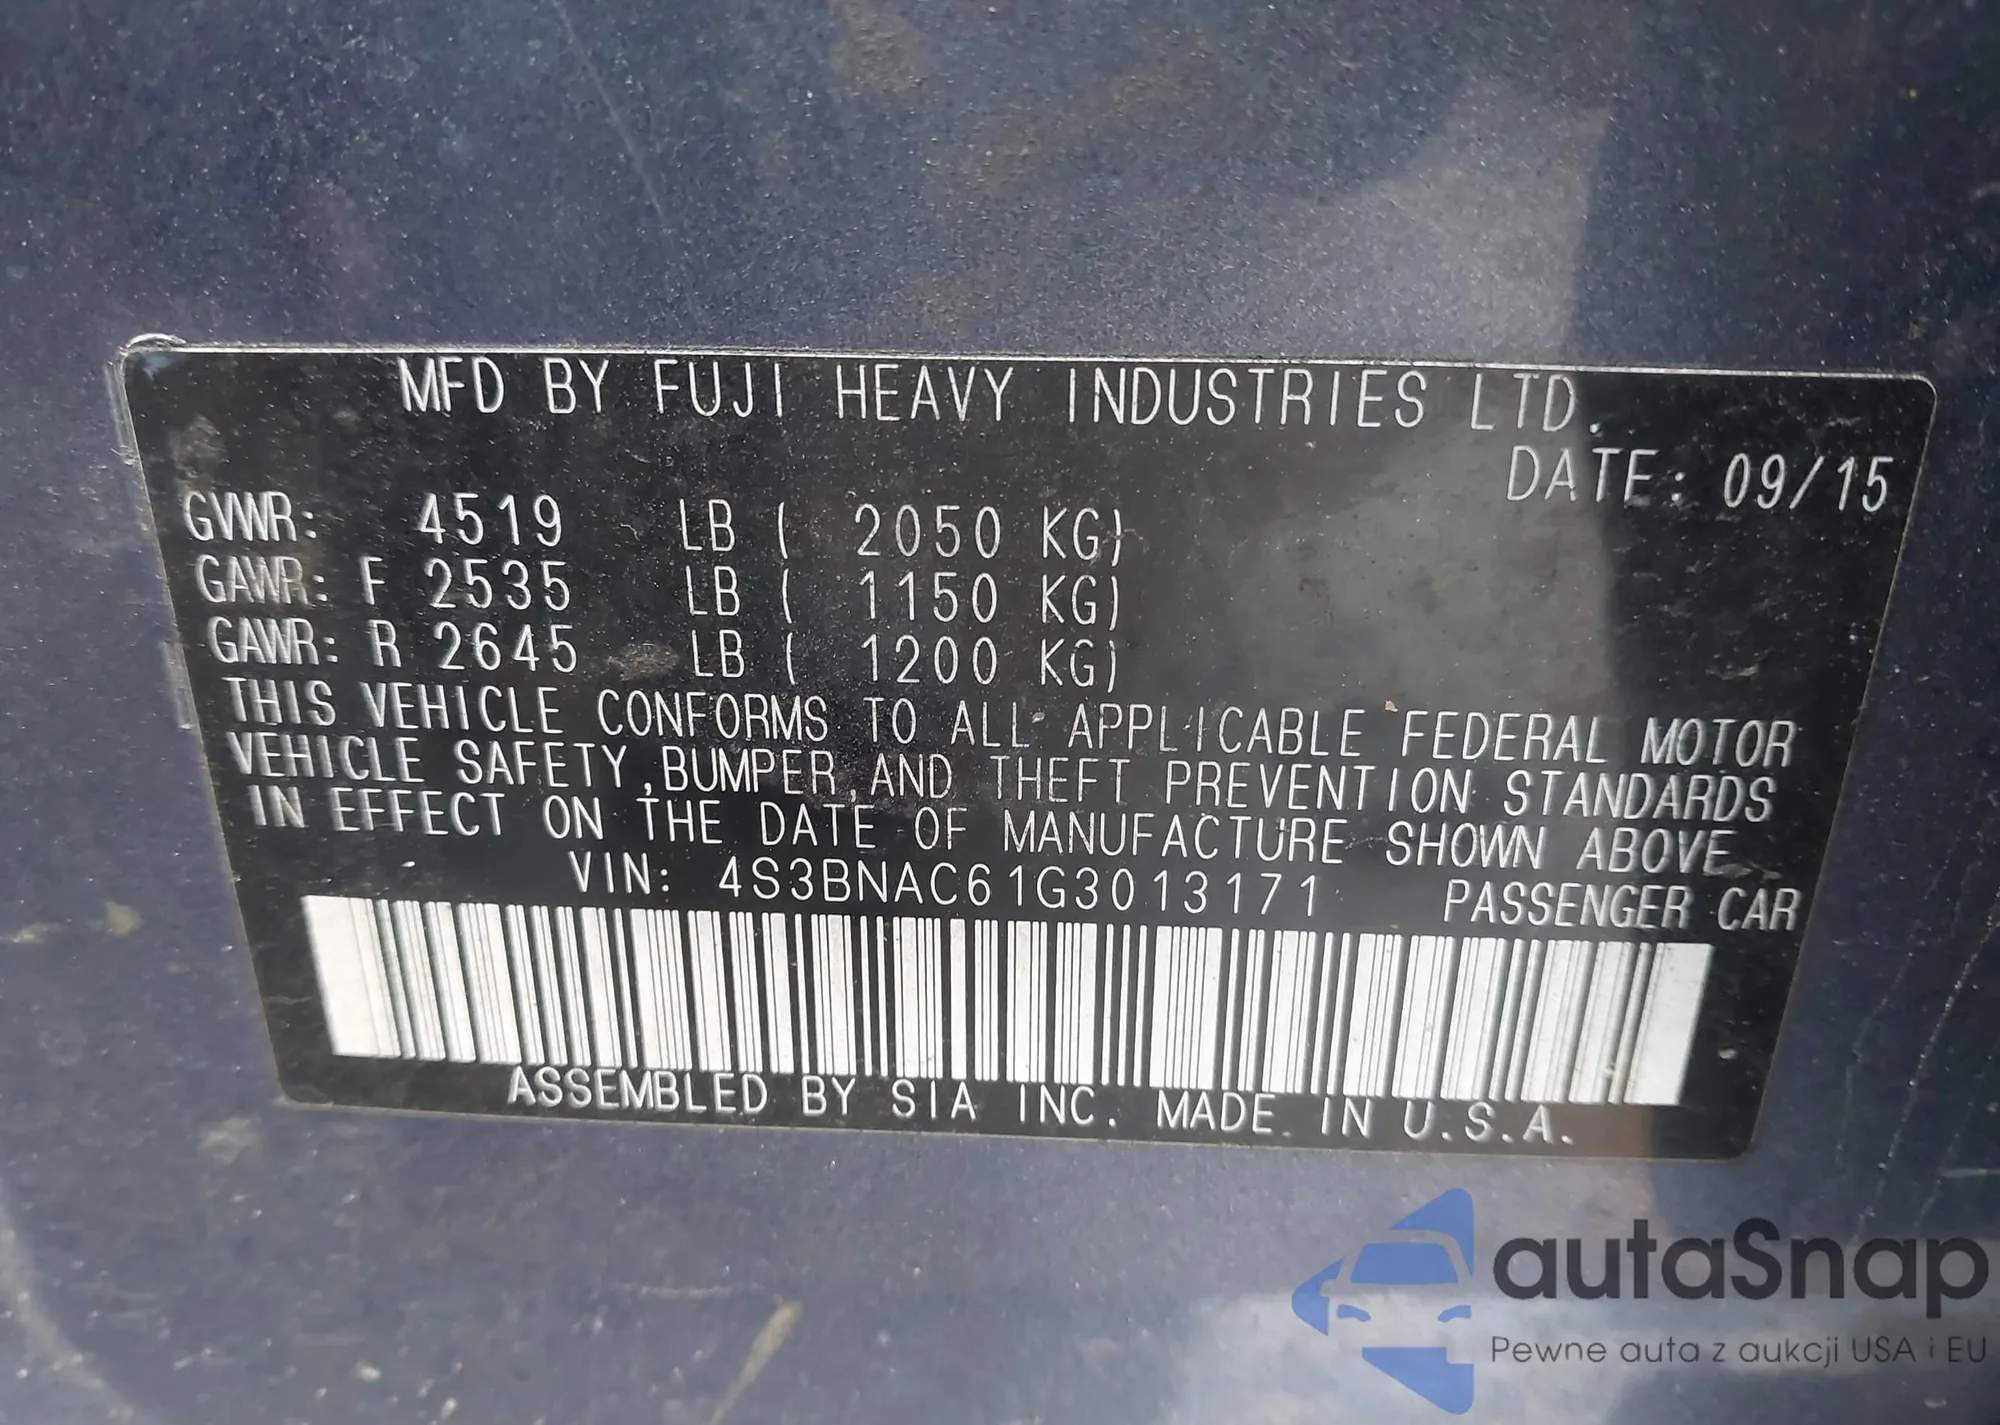 MFD BY FUJI HEAVY INDUSTRIES LTD.
DATE: 09/15
GVWR: 4519 LB ( 2050 KG)
GAWR: F 2535 LB ( 1150 KG)
GAWR: R 2645 LB ( 1200 KG)
THIS VEHICLE CONFORMS TO ALL APPLICABLE FEDERAL MOTOR
VEHICLE SAFETY, BUMPER, AND THEFT PREVENTION STANDARDS
IN EFFECT ON THE DATE OF MANUFACTURE SHOWN ABOVE.
VIN: 4S3BNAC61G3013171 PASSENGER CAR
ASSEMBLED BY SIA INC. MADE IN U.S.A.
autaSnap
Pewne auta z aukcji USA i EU